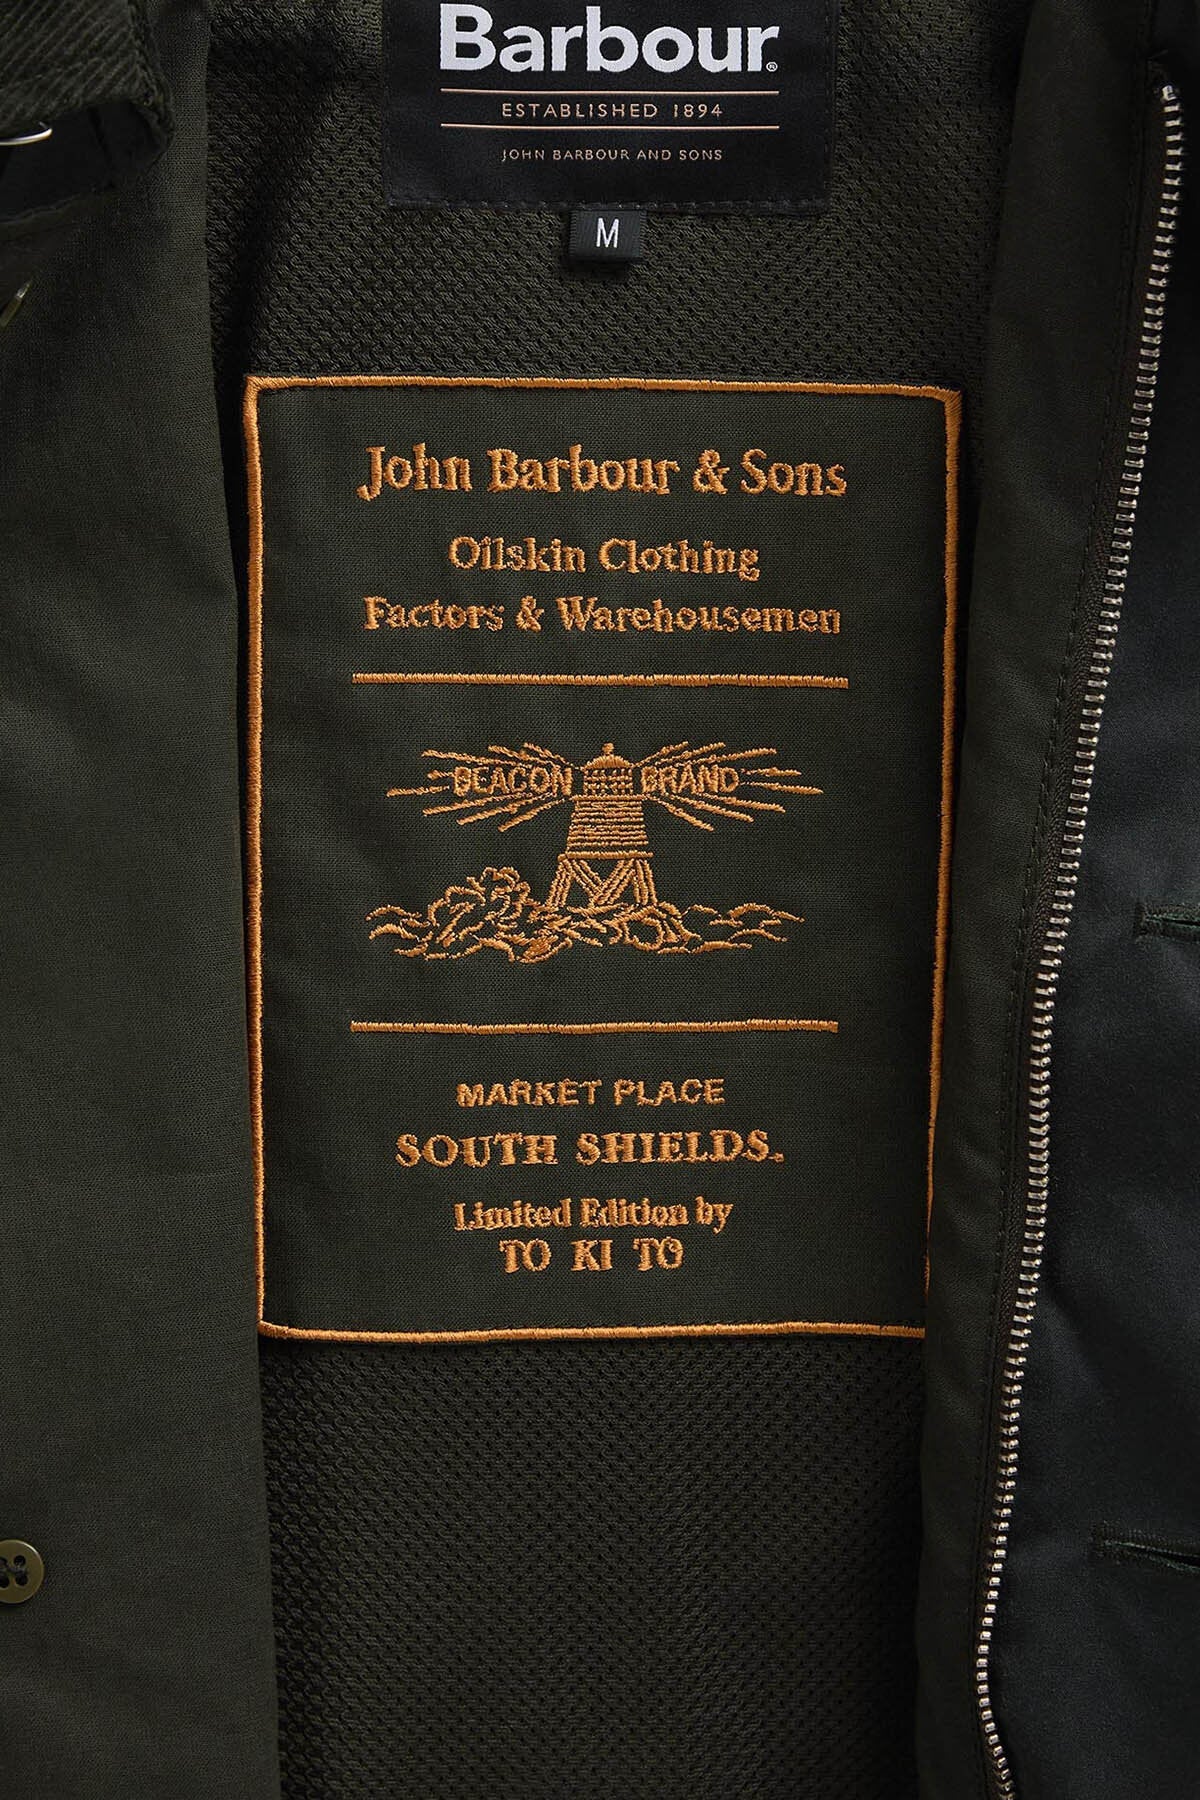 Barbour®
ESTABLISHED 1894
JOHN BARBOUR AND SONS
M
John Barbour & Sons
Oilskin Clothing
Factors & Warehousemen
BEACON BRAND
MARKET PLACE
SOUTH SHIELDS.
Limited Edition by
TO KI TO